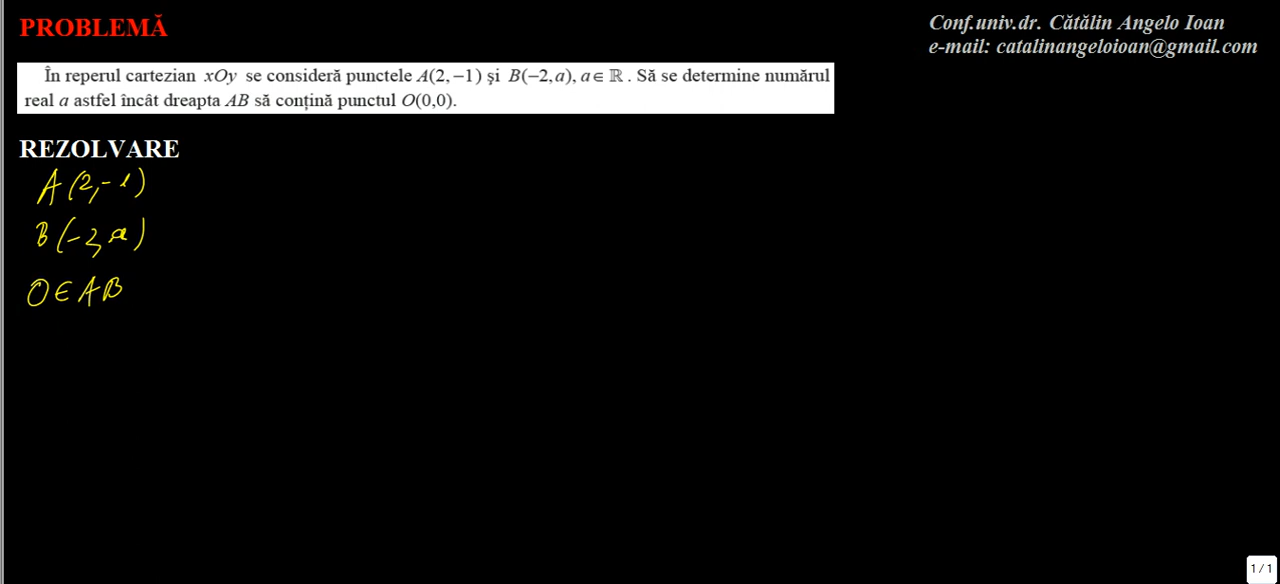 PROBLEMĂ
Conf.univ.dr. Cătălin Angelo Ioan
e-mail: catalinangeloioan@gmail.com
În reperul cartezian xOy se consideră punctele A(2,−1) şi B(−2,a), a∈ℝ. Să se determine numărul
real a astfel încât dreapta AB să conțină punctul O(0,0).
REZOLVARE
A(2,-1)
B(-2,a)
O∈AB
1/1